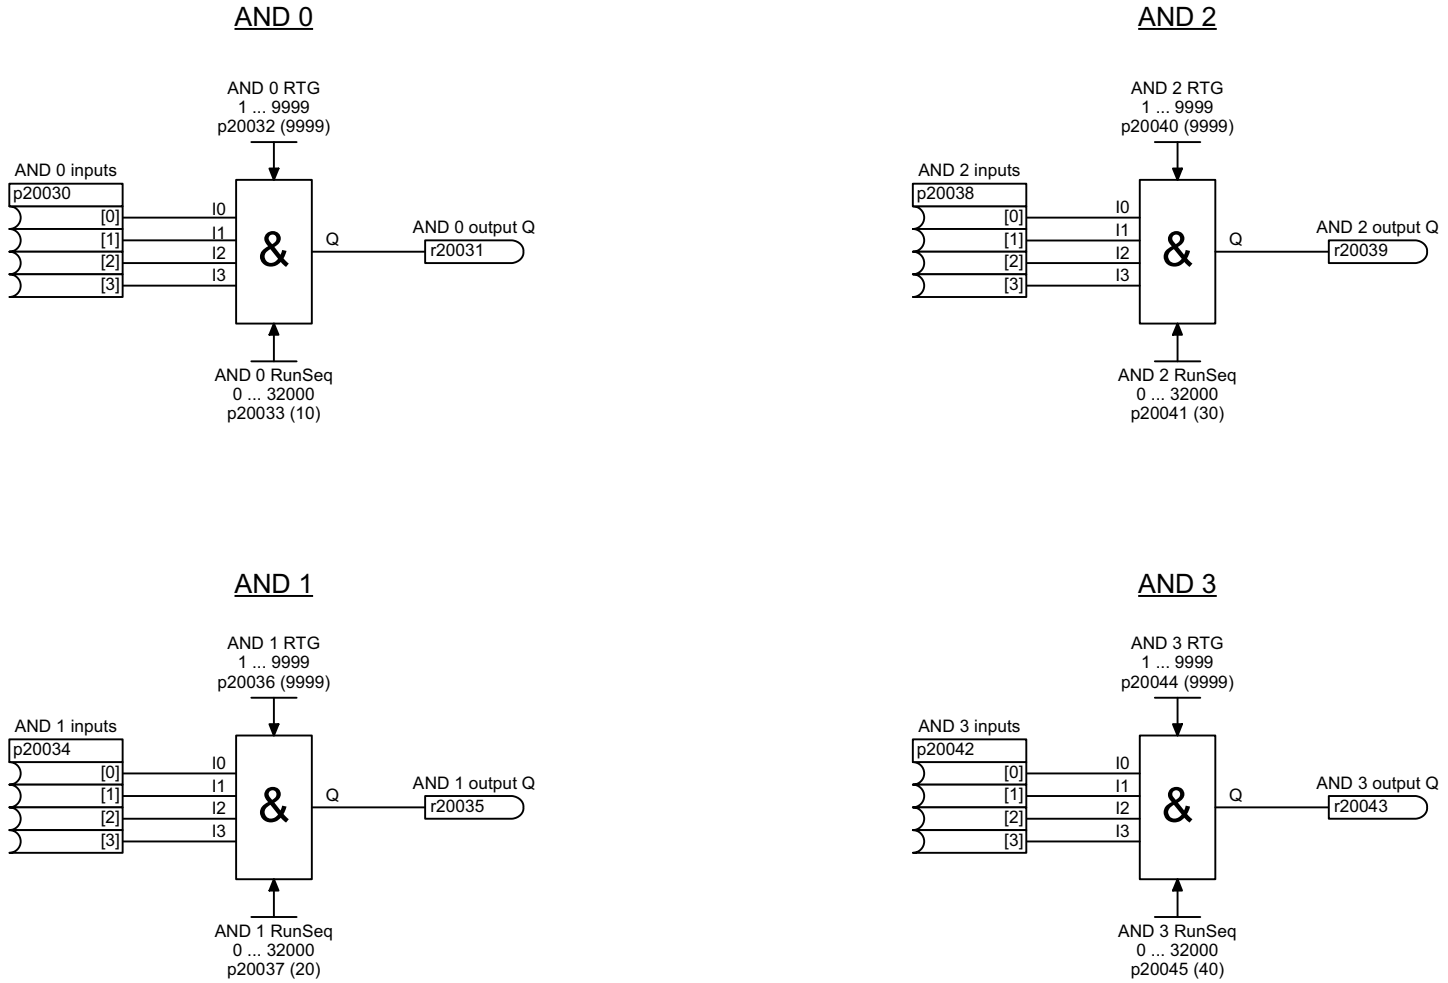 AND 0
AND 0 RTG
1 ... 9999
p20032 (9999)
AND 0 inputs
p20030
[0]
[1]
[2]
[3]
I0
I1
I2
I3
&
Q
AND 0 output Q
r20031
AND 0 RunSeq
0 ... 32000
p20033 (10)
AND 2
AND 2 RTG
1 ... 9999
p20040 (9999)
AND 2 inputs
p20038
[0]
[1]
[2]
[3]
I0
I1
I2
I3
&
Q
AND 2 output Q
r20039
AND 2 RunSeq
0 ... 32000
p20041 (30)
AND 1
AND 1 RTG
1 ... 9999
p20036 (9999)
AND 1 inputs
p20034
[0]
[1]
[2]
[3]
I0
I1
I2
I3
&
Q
AND 1 output Q
r20035
AND 1 RunSeq
0 ... 32000
p20037 (20)
AND 3
AND 3 RTG
1 ... 9999
p20044 (9999)
AND 3 inputs
p20042
[0]
[1]
[2]
[3]
I0
I1
I2
I3
&
Q
AND 3 output Q
r20043
AND 3 RunSeq
0 ... 32000
p20045 (40)